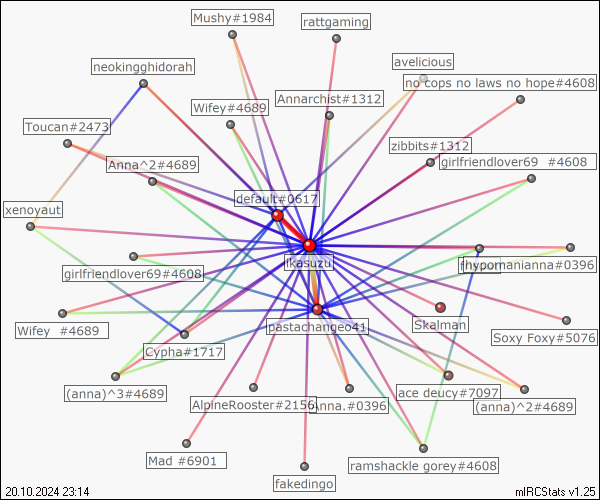 Mushy#1984
rattgaming
neokingghidorah
avelicious
no cops no laws no hope#4608
Wifey#4689
Annarchist#1312
Toucan#2473
zibbits#1312
Anna^2#4689
girlfriendlover69 #4608
default#0617
xenoyaut
ikasuzu
hypomanianna#0396
girlfriendlover69#4608
pastachangeo41
Skalman
Wifey #4689
Soxy Foxy#5076
Cypha#1717
(anna)^3#4689
AlpineRooster#2156
Anna.#0396
ace deucy#7097
(anna)^2#4689
Mad #6901
ramshackle gorey#4608
fakedingo
20.10.2024 23:14
mIRCStats v1.25